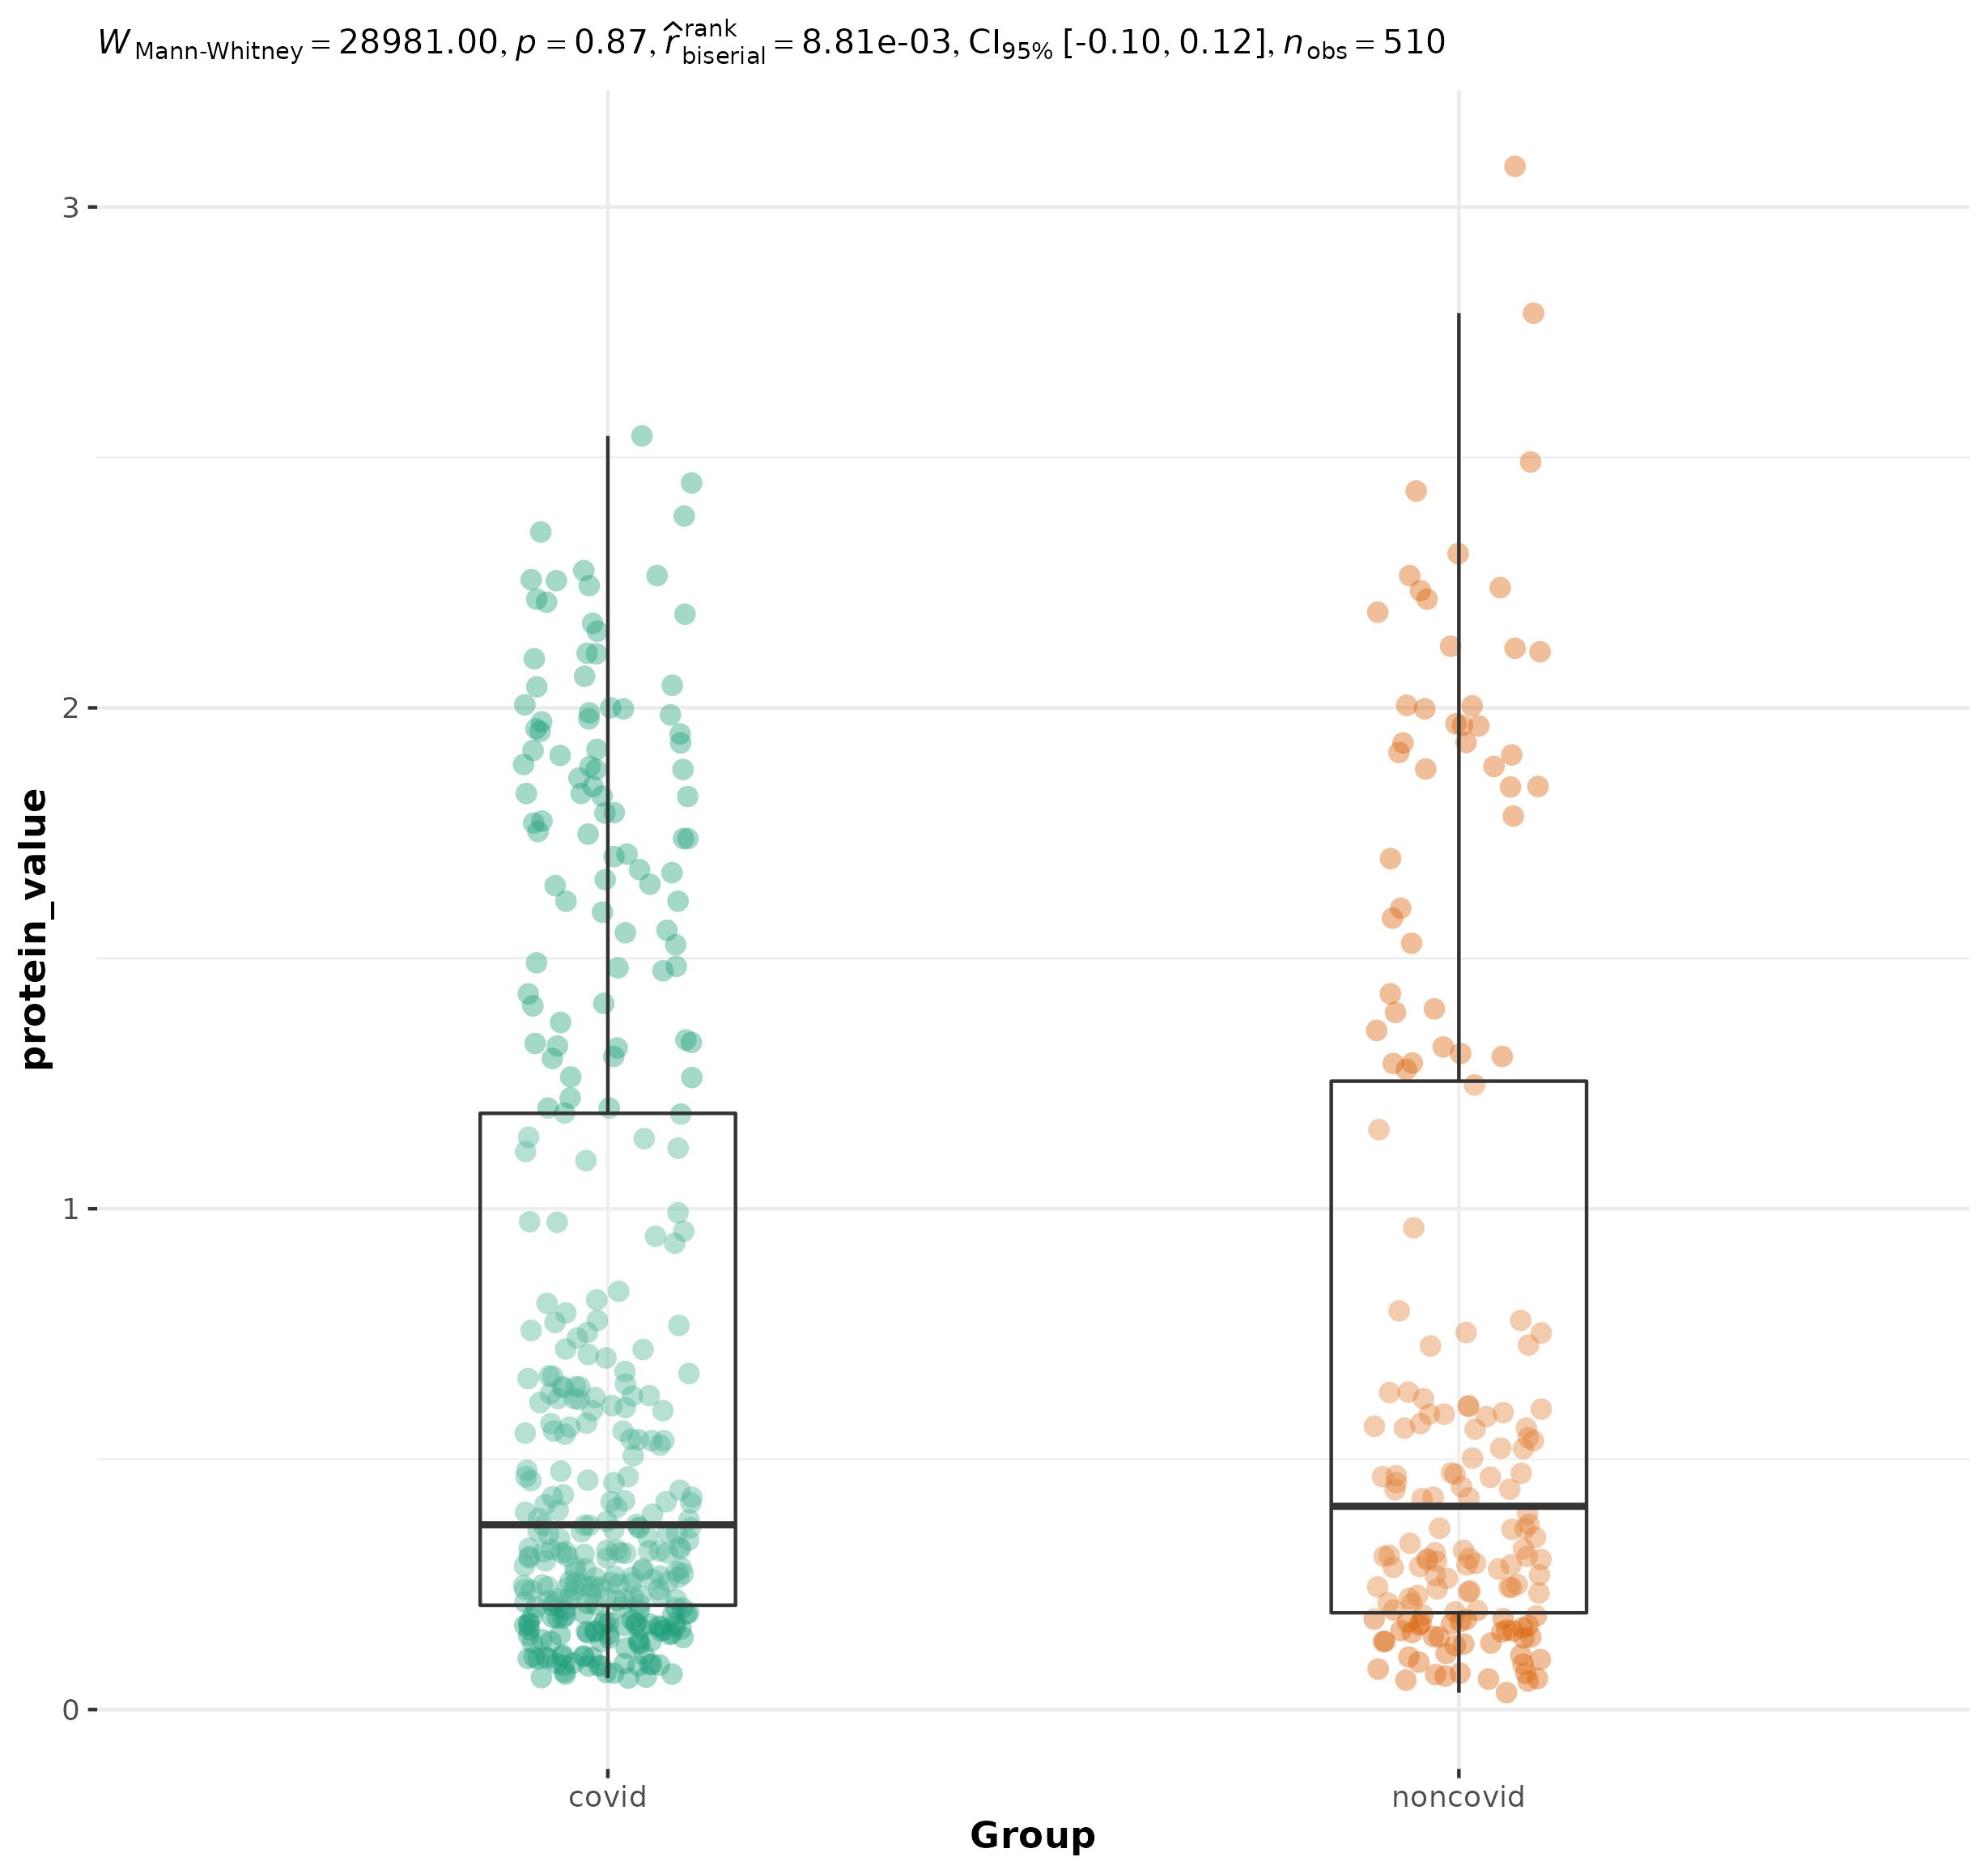 W Mann-Whitney = 28981.00, p = 0.87, r̂ rank biserial = 8.81e-03, CI95% [-0.10, 0.12], nobs = 510
3
2
1
0
protein_value
covid noncovid
Group